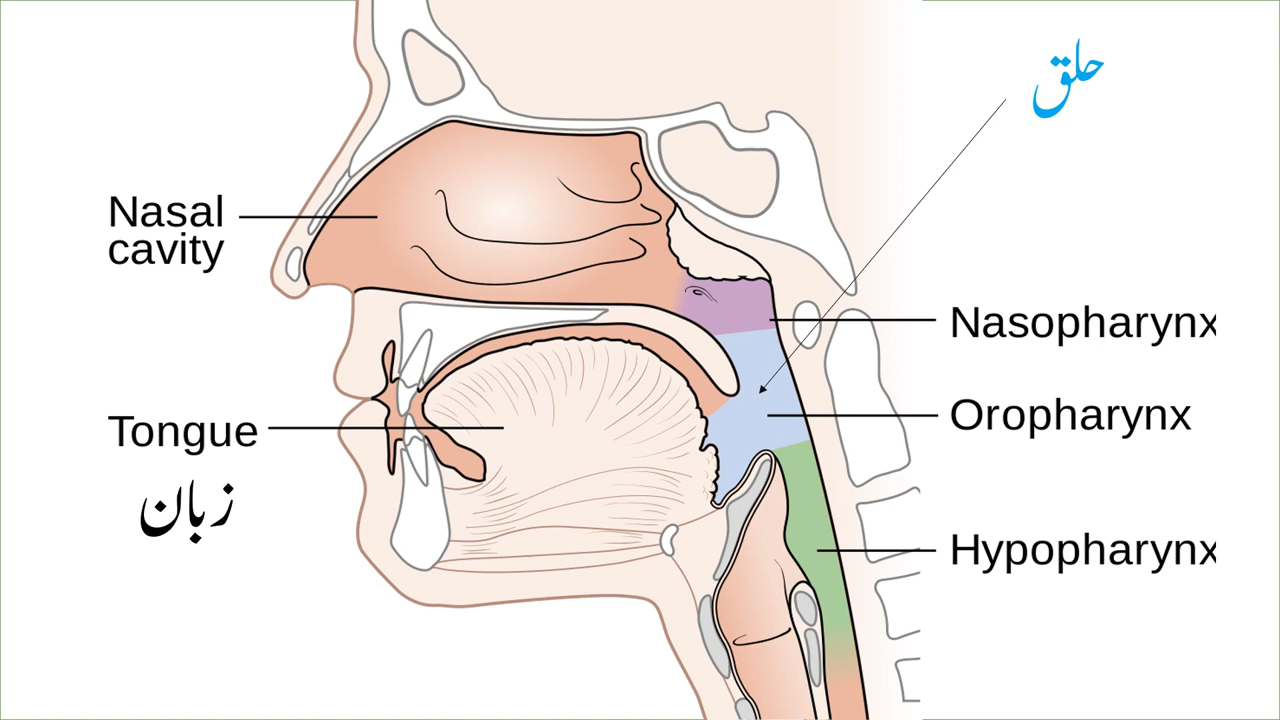 حلق
Nasal
cavity
Nasopharynx
Oropharynx
Tongue
زبان
Hypopharynx